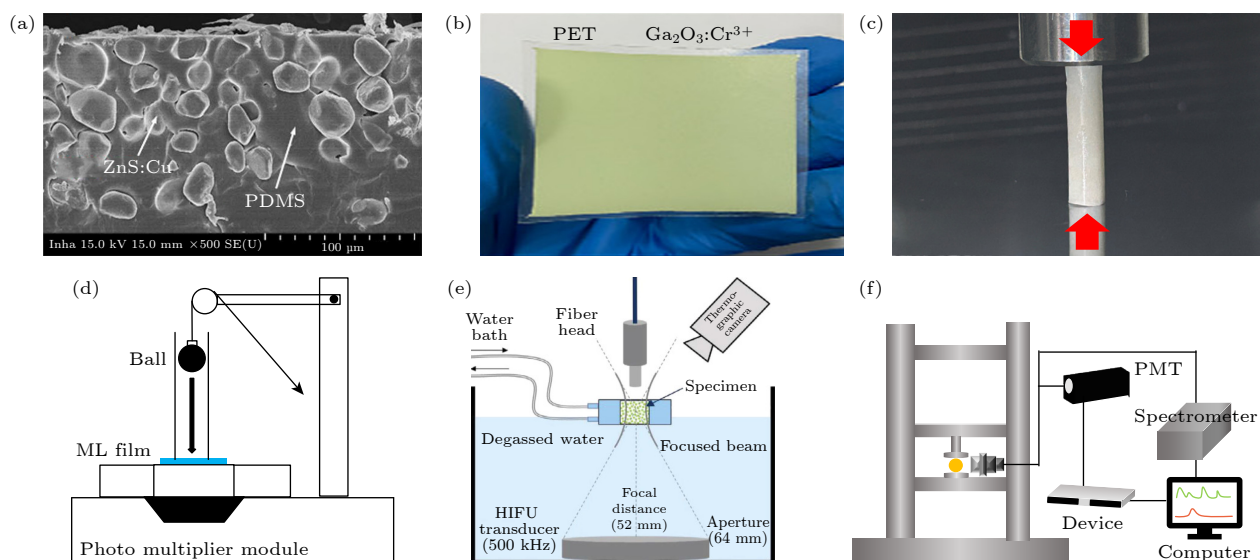 (a)
ZnS:Cu
PDMS
Inha 15.0 kV 15.0 mm ×500 SE(U)
100 μm
(b)
PET
Ga₂O₃:Cr³⁺
(c)
(d)
Ball
ML film
Photo multiplier module
(e)
Water
bath
Fiber
head
Thermo-
graphic
camera
Specimen
Degassed water
Focused beam
Focal
distance
(52 mm)
HIFU
transducer
(500 kHz)
Aperture
(64 mm)
(f)
PMT
Spectrometer
Device
Computer